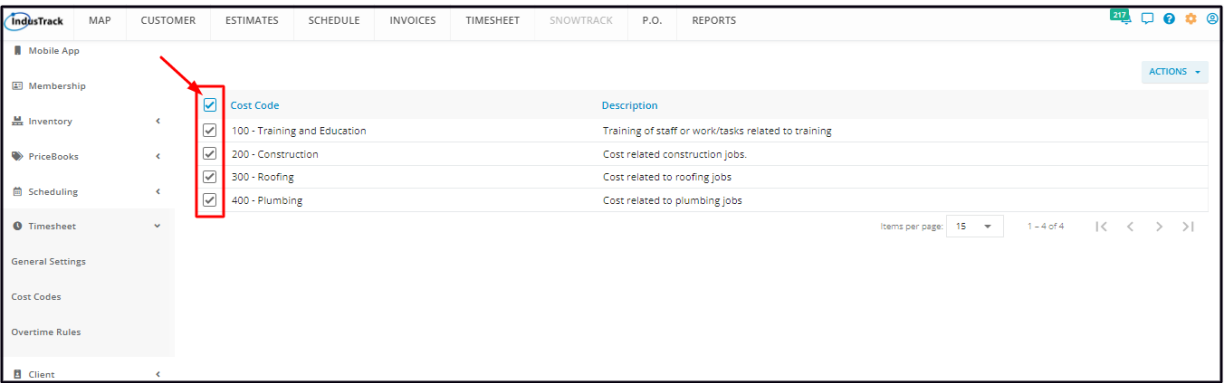 IndusTrack MAP CUSTOMER ESTIMATES SCHEDULE INVOICES TIMESHEET SNOWTRACK P.O. REPORTS 217
Mobile App
ACTIONS
Membership
Cost Code Description
Inventory
100 - Training and Education Training of staff or work/tasks related to training
200 - Construction Cost related construction jobs.
PriceBooks
300 - Roofing Cost related to roofing jobs
Scheduling
400 - Plumbing Cost related to plumbing jobs
Timesheet
Items per page: 15 1 – 4 of 4
General Settings
Cost Codes
Overtime Rules
Client